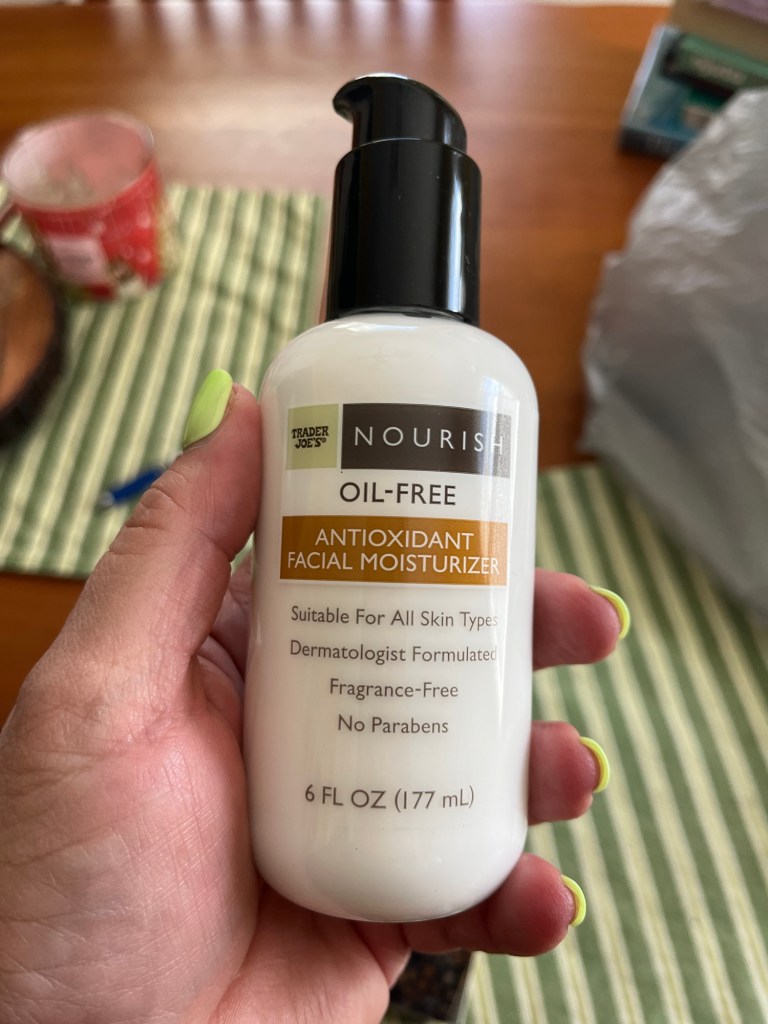 TRADER
JOE'S®
NOURISH
OIL-FREE
ANTIOXIDANT
FACIAL MOISTURIZER
Suitable For All Skin Types
Dermatologist Formulated
Fragrance-Free
No Parabens
6 FL OZ (177 mL)